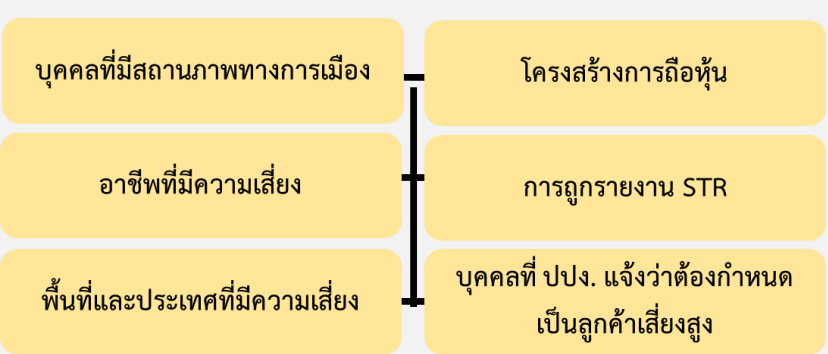 บุคคลที่มีสถานภาพทางการเมือง
โครงสร้างการถือหุ้น
อาชีพที่มีความเสี่ยง
การถูกรายงาน STR
พื้นที่และประเทศที่มีความเสี่ยง
บุคคลที่ ปปง. แจ้งว่าต้องกำหนด
เป็นลูกค้าเสี่ยงสูง